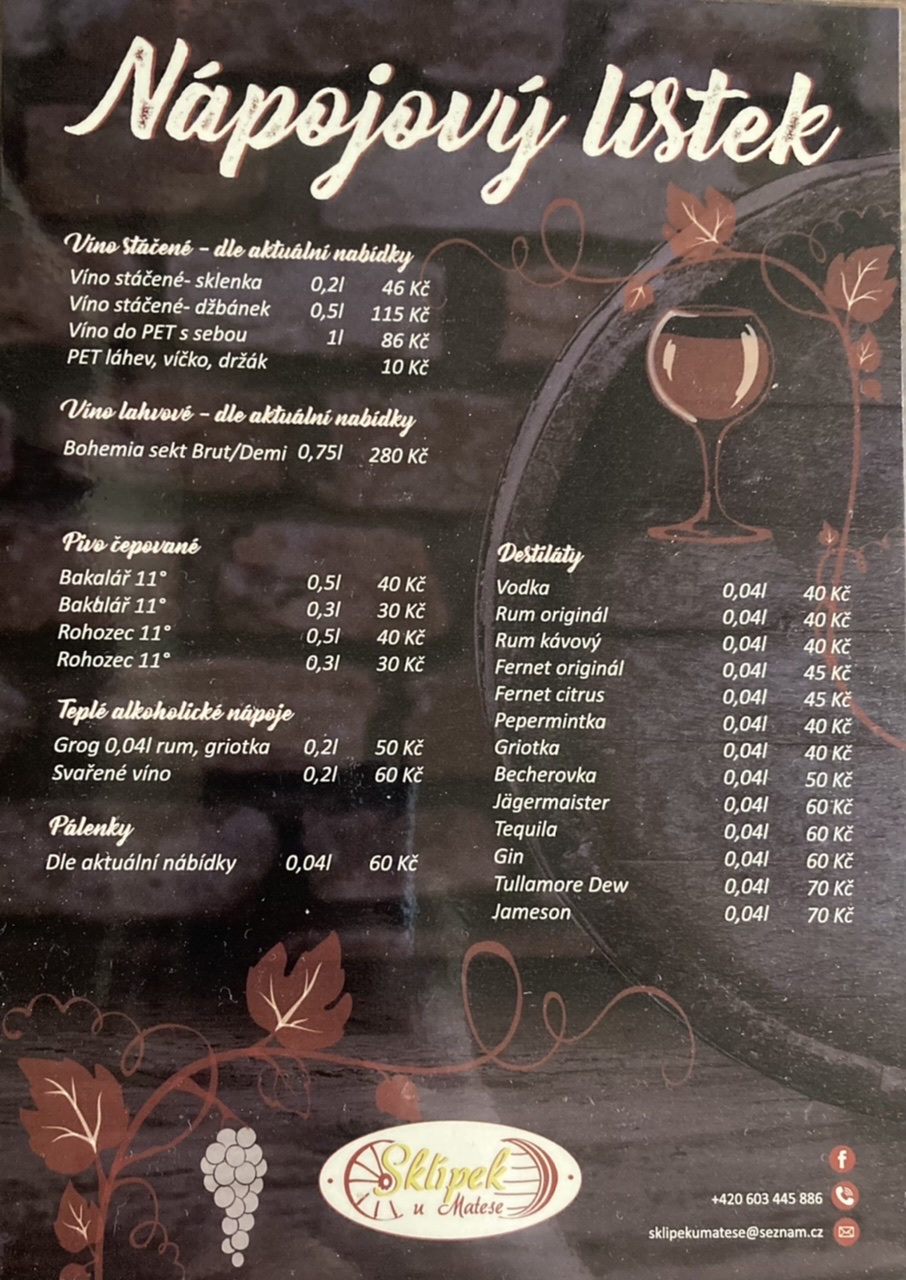 Nápojový lístek
Víno stáčené - dle aktuální nabídky
Víno stáčené- sklenka 0,2l 46 Kč
Víno stáčené- džbánek 0,5l 115 Kč
Víno do PET s sebou 1l 86 Kč
PET láhev, víčko, držák 10 Kč
Víno lahvové - dle aktuální nabídky
Bohemia sekt Brut/Demi 0,75l 280 Kč
Pivo čepované
Bakalář 11° 0,5l 40 Kč
Bakalář 11° 0,3l 30 Kč
Rohozec 11° 0,5l 40 Kč
Rohozec 11° 0,3l 30 Kč
Teplé alkoholické nápoje
Grog 0,04l rum, griotka 0,2l 50 Kč
Svařené víno 0,2l 60 Kč
Pálenky
Dle aktuální nábídky 0,04l 60 Kč
Destiláty
Vodka 0,04l 40 Kč
Rum originál 0,04l 40 Kč
Rum kávový 0,04l 40 Kč
Fernet originál 0,04l 45 Kč
Fernet citrus 0,04l 45 Kč
Pepermintka 0,04l 40 Kč
Griotka 0,04l 40 Kč
Becherovka 0,04l 50 Kč
Jägermaister 0,04l 60 Kč
Tequila 0,04l 60 Kč
Gin 0,04l 60 Kč
Tullamore Dew 0,04l 70 Kč
Jameson 0,04l 70 Kč
Sklípek
u Matese
f
+420 603 445 886
sklipekumatese@seznam.cz